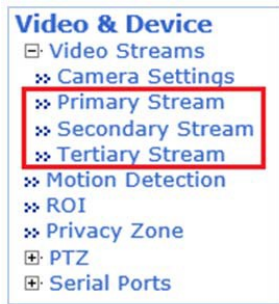 Video & Device
Video Streams
Camera Settings
Primary Stream
Secondary Stream
Tertiary Stream
Motion Detection
ROI
Privacy Zone
PTZ
Serial Ports